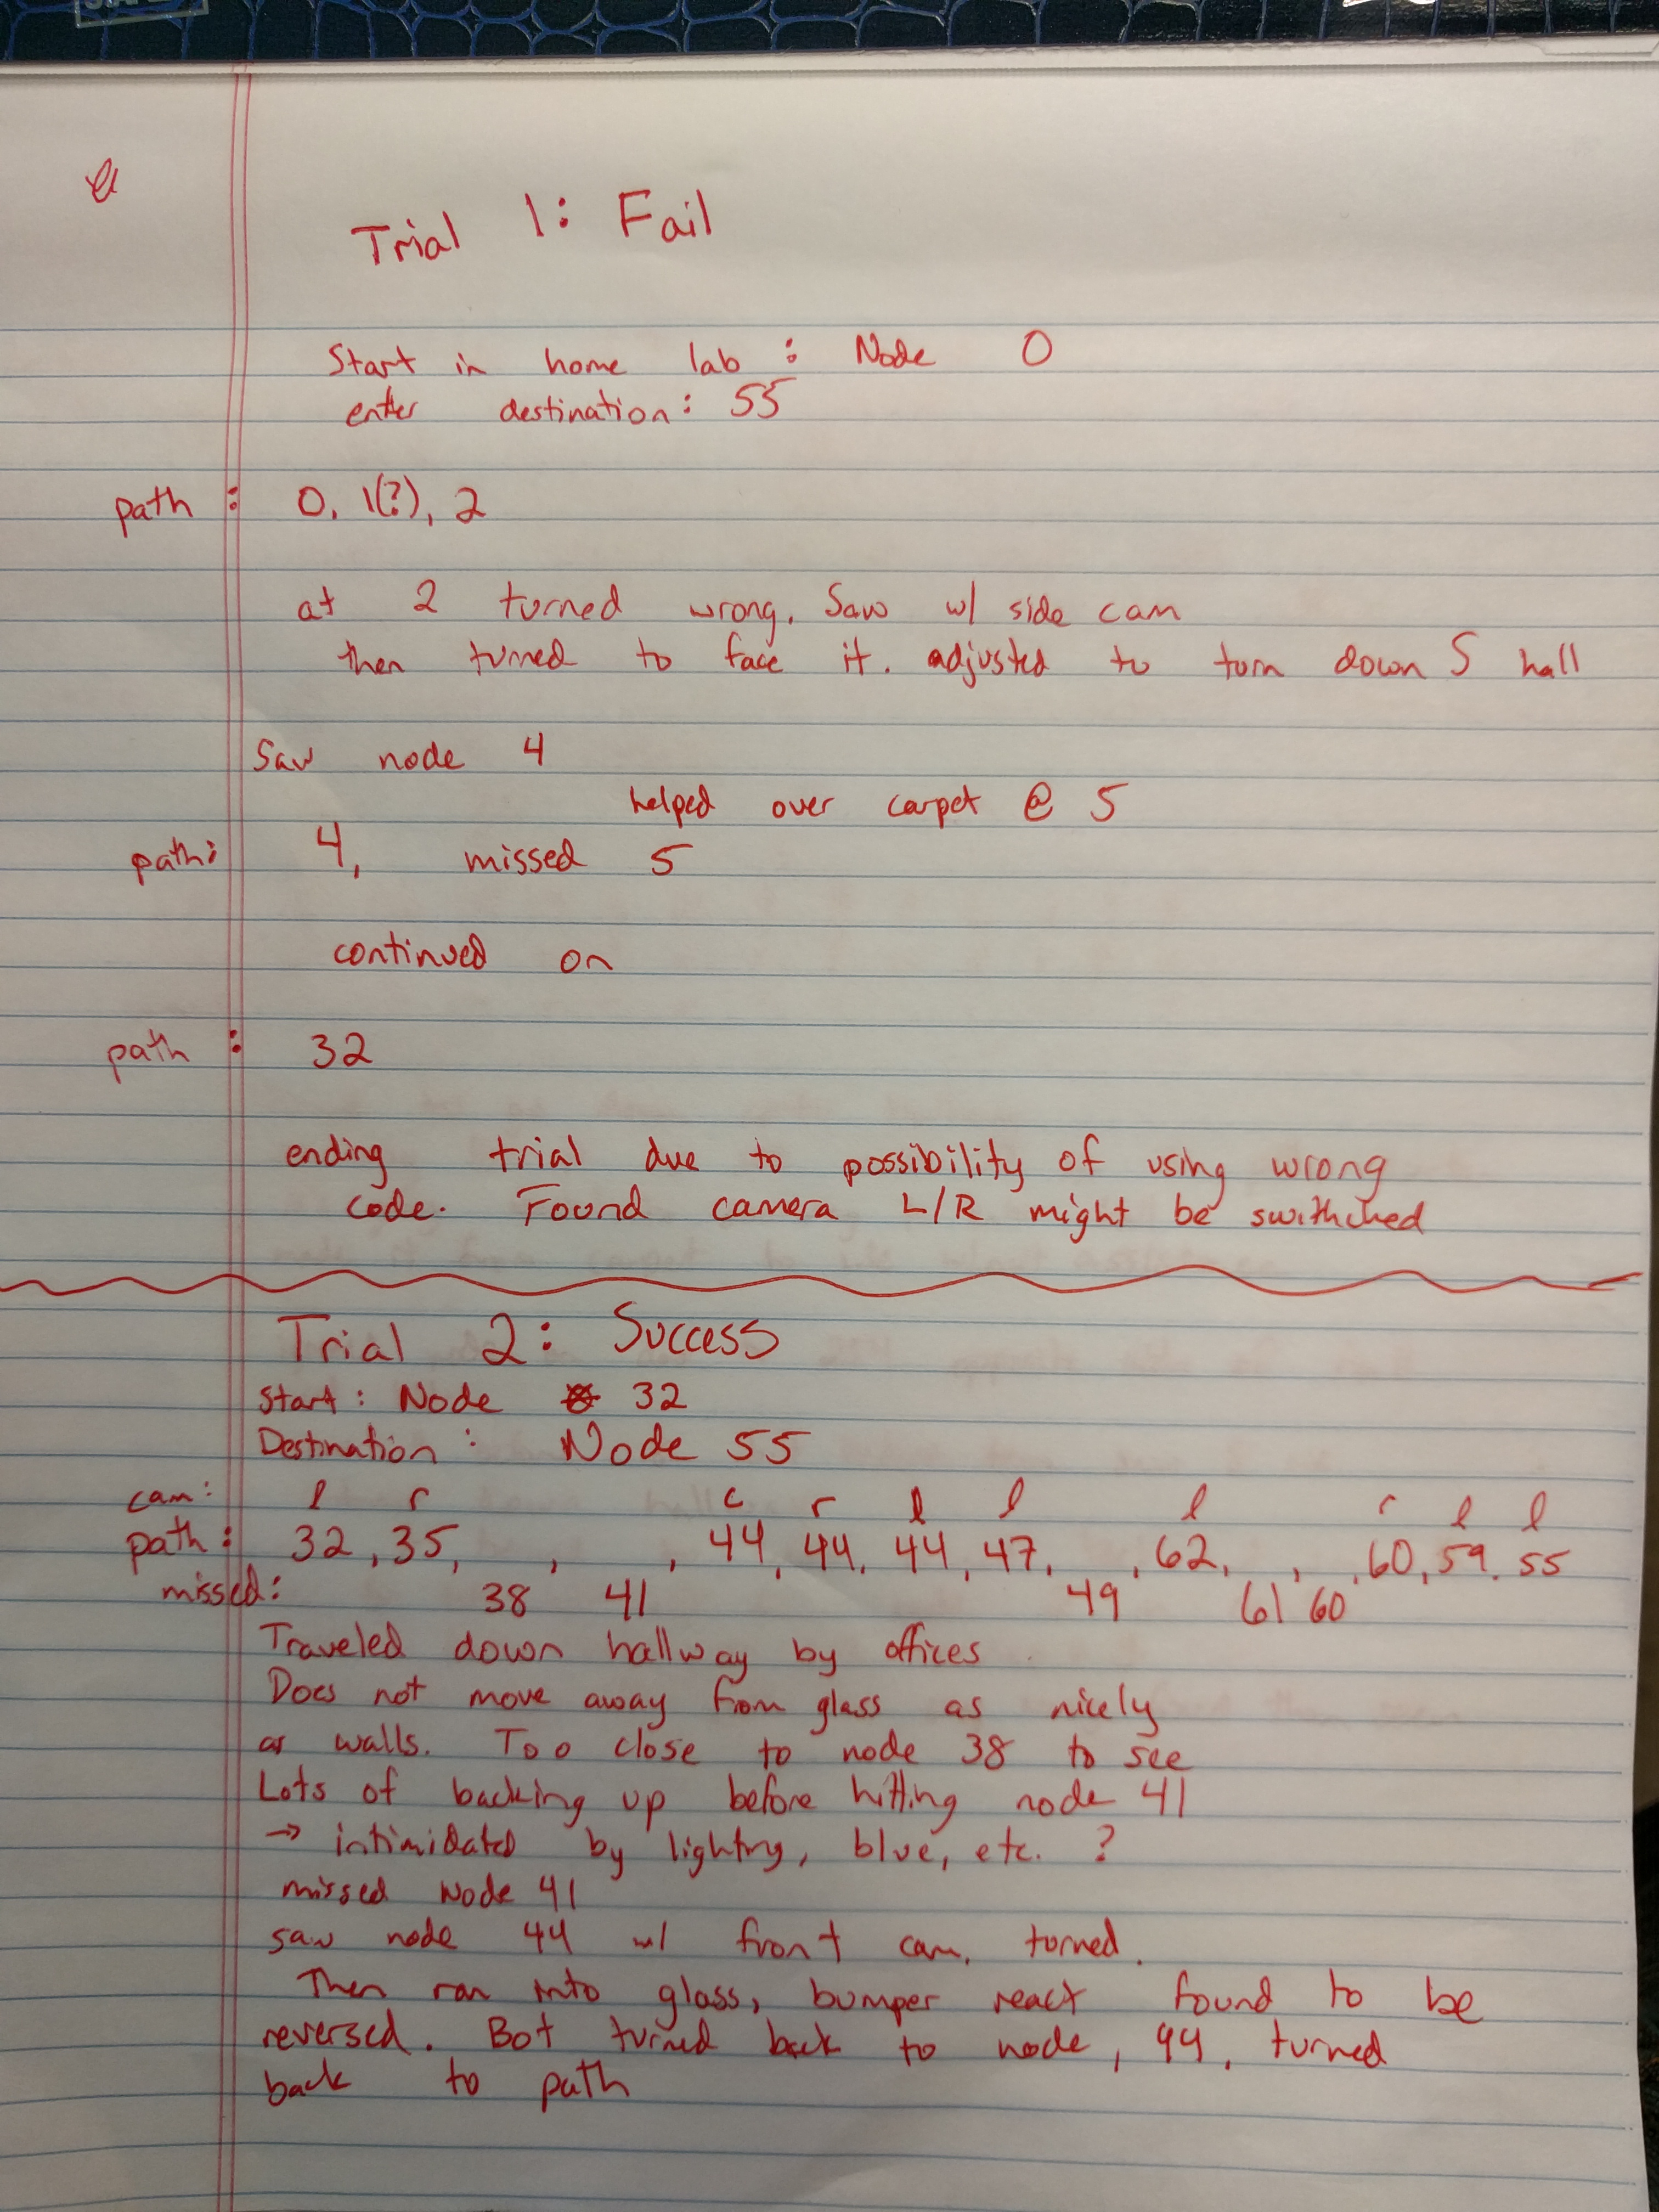 Trial 1: Fail
Start in home lab : Node 0
enter destination: 55
path : 0, 1(?), 2
at 2 turned wrong. Saw w/ side cam
then turned to face it. adjusted to turn down S hall
Saw node 4
helped over carpet @ 5
path: 4, missed 5
continued on
path : 32
ending trial due to possibility of using wrong
code. Found camera L/R might be swithched
Trial 2: Success
Start: Node 32
Destination: Node 55
cam: l r c r l l l r l l
path: 32, 35, , , 44, 44, 44, 47, , 62, , , 60, 59, 55
missed: 38 41 49 61 60
Traveled down hallway by offices
Does not move away from glass as nicely
as walls. Too close to node 38 to see
Lots of backing up before hitting node 41
→ intimidated by lighting, blue, etc. ?
missed Node 41
saw node 44 w/ front cam, turned.
Then ran into glass, bumper react found to be
reversed. Bot turned back to node, 44, turned
back to path